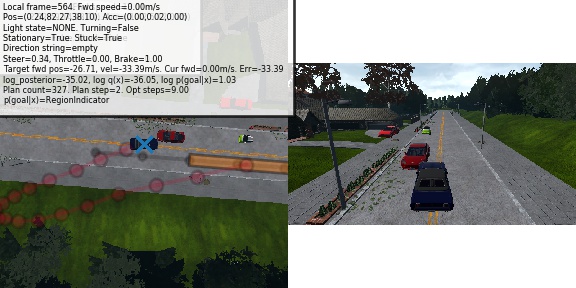 Local frame=564. Fwd speed=0.00m/s
Pos=(0.24,82.27,38.10). Acc=(0.00,0.02,0.00)
Light state=NONE. Turning=False
Stationary=True. Stuck=True
Direction string=empty
Steer=0.34, Throttle=0.00, Brake=1.00
Target fwd pos=-26.71, vel=-33.39m/s. Cur fwd=0.00m/s. Err=-33.39
log_posterior=-35.02, log q(x)=-36.05, log p(goal|x)=1.03
Plan count=327. Plan step=2. Opt steps=9.00
p(goal|x)=RegionIndicator